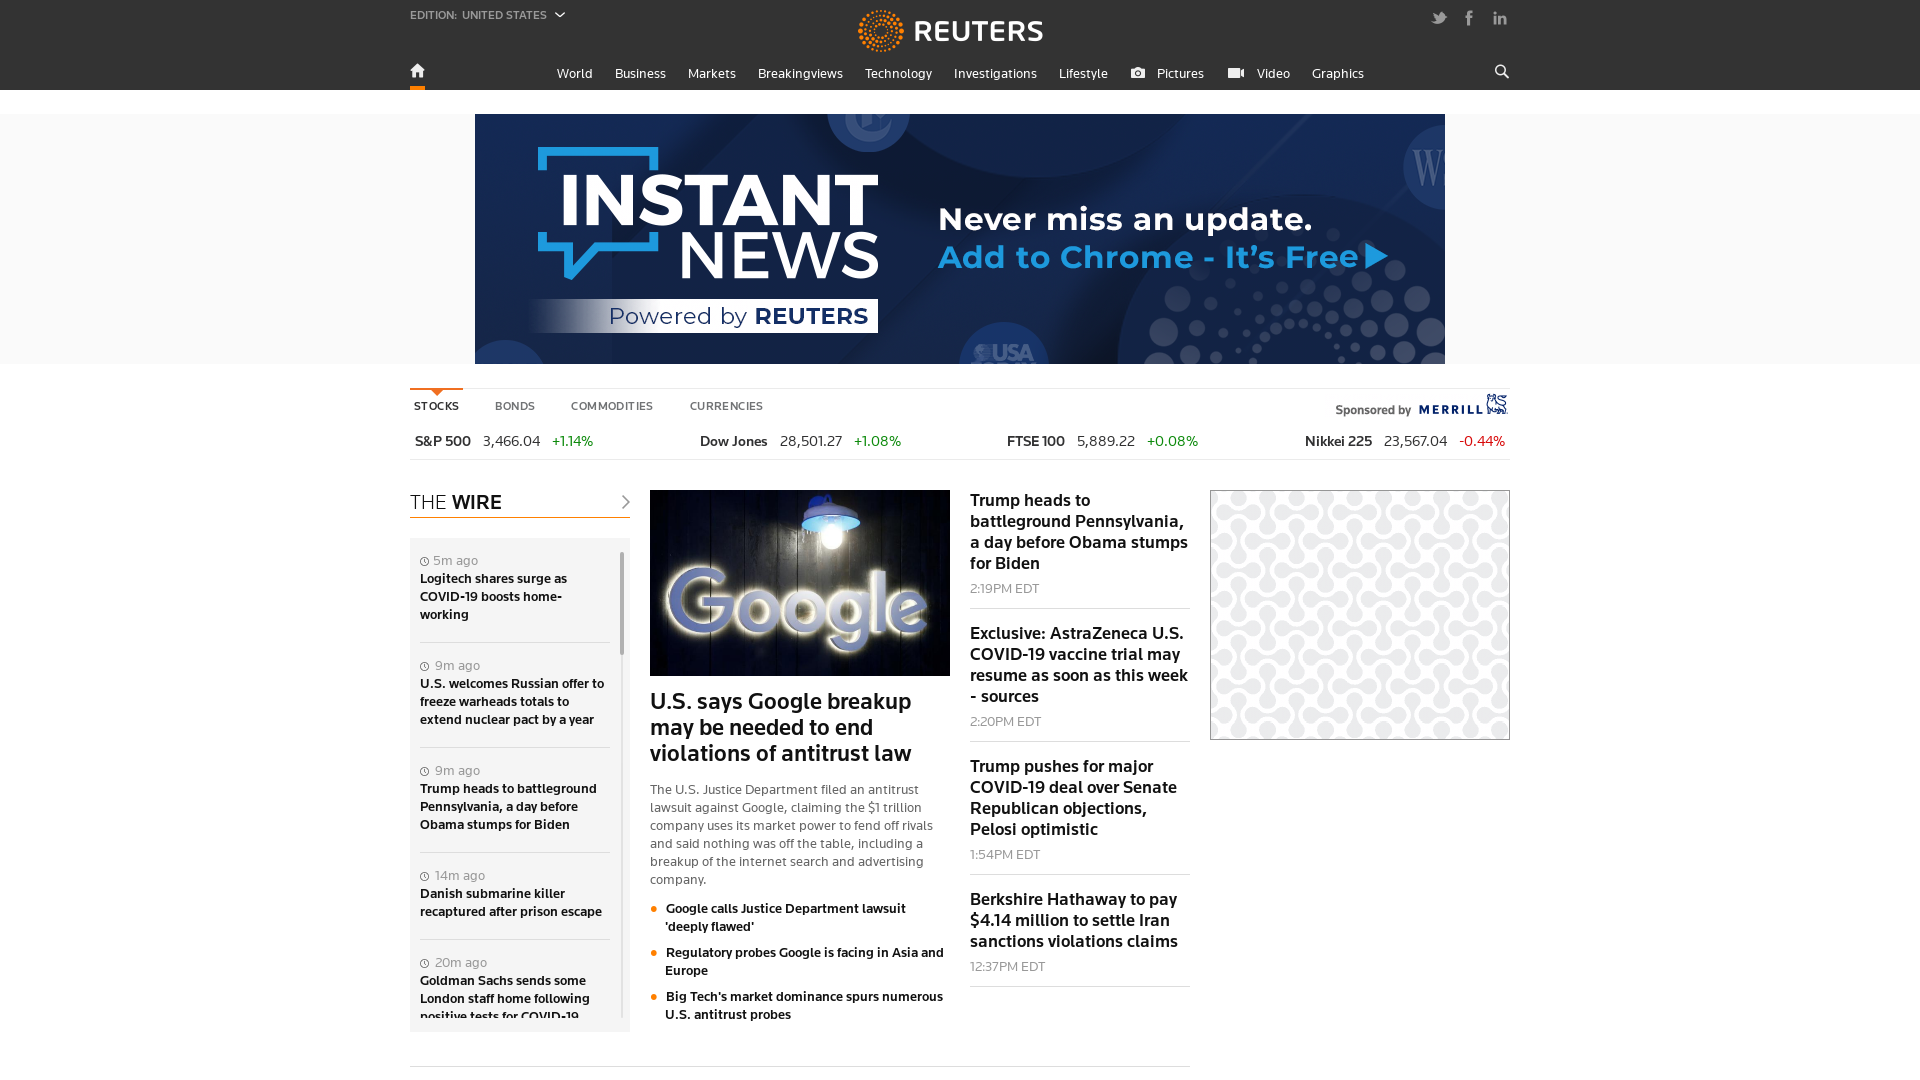 EDITION: UNITED STATES
REUTERS
World Business Markets Breakingviews Technology Investigations Lifestyle Pictures Video Graphics
INSTANT
NEWS
Powered by REUTERS
Never miss an update.
Add to Chrome - It's Free
USA
STOCKS BONDS COMMODITIES CURRENCIES
Sponsored by MERRILL
S&P 500 3,466.04 +1.14% Dow Jones 28,501.27 +1.08% FTSE 100 5,889.22 +0.08% Nikkei 225 23,567.04 -0.44%
THE WIRE
5m ago
Logitech shares surge as
COVID-19 boosts home-
working
9m ago
U.S. welcomes Russian offer to
freeze warheads totals to
extend nuclear pact by a year
9m ago
Trump heads to battleground
Pennsylvania, a day before
Obama stumps for Biden
14m ago
Danish submarine killer
recaptured after prison escape
20m ago
Goldman Sachs sends some
London staff home following
positive tests for COVID-19
Google
U.S. says Google breakup
may be needed to end
violations of antitrust law
The U.S. Justice Department filed an antitrust
lawsuit against Google, claiming the $1 trillion
company uses its market power to fend off rivals
and said nothing was off the table, including a
breakup of the internet search and advertising
company.
Google calls Justice Department lawsuit
'deeply flawed'
Regulatory probes Google is facing in Asia and
Europe
Big Tech's market dominance spurs numerous
U.S. antitrust probes
Trump heads to
battleground Pennsylvania,
a day before Obama stumps
for Biden
2:19PM EDT
Exclusive: AstraZeneca U.S.
COVID-19 vaccine trial may
resume as soon as this week
- sources
2:20PM EDT
Trump pushes for major
COVID-19 deal over Senate
Republican objections,
Pelosi optimistic
1:54PM EDT
Berkshire Hathaway to pay
$4.14 million to settle Iran
sanctions violations claims
12:37PM EDT